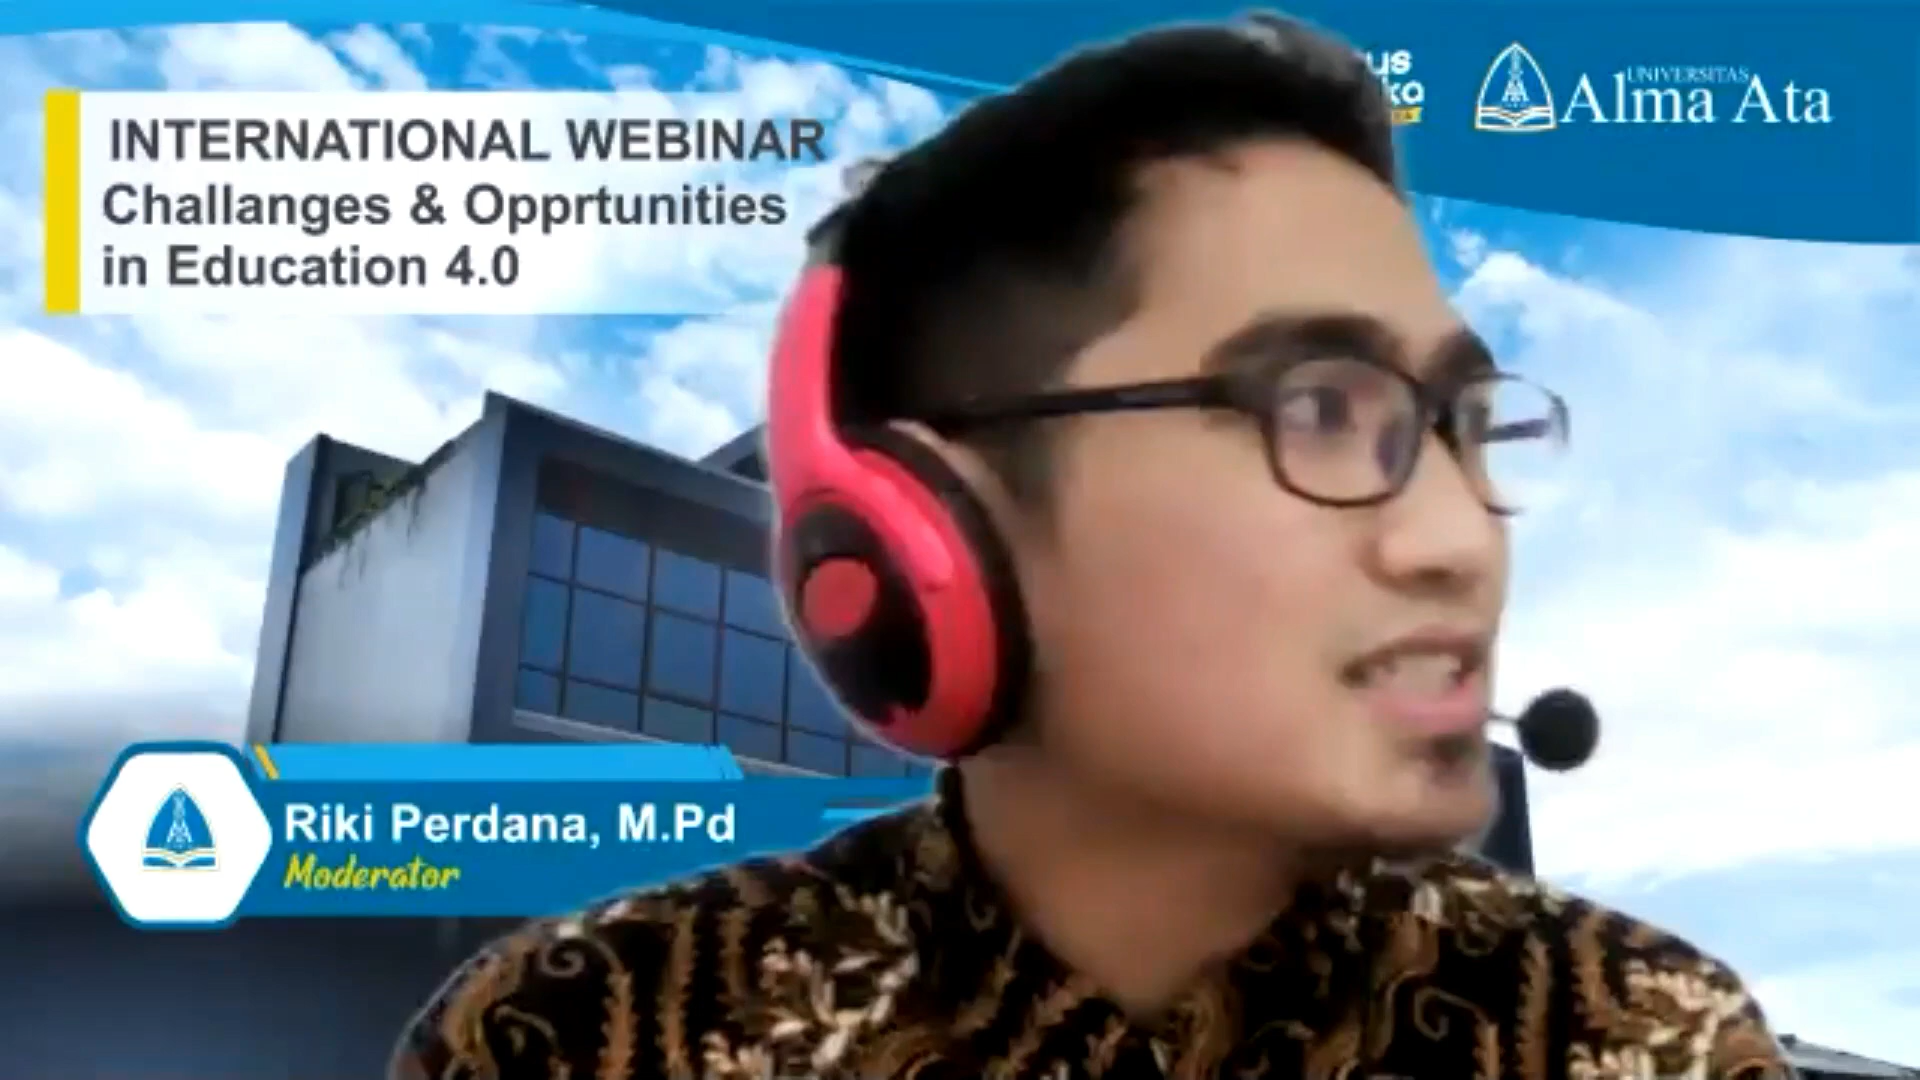 INTERNATIONAL WEBINAR
Challanges & Opprtunities
in Education 4.0
UNIVERSITAS
Alma Ata
Riki Perdana, M.Pd
Moderator